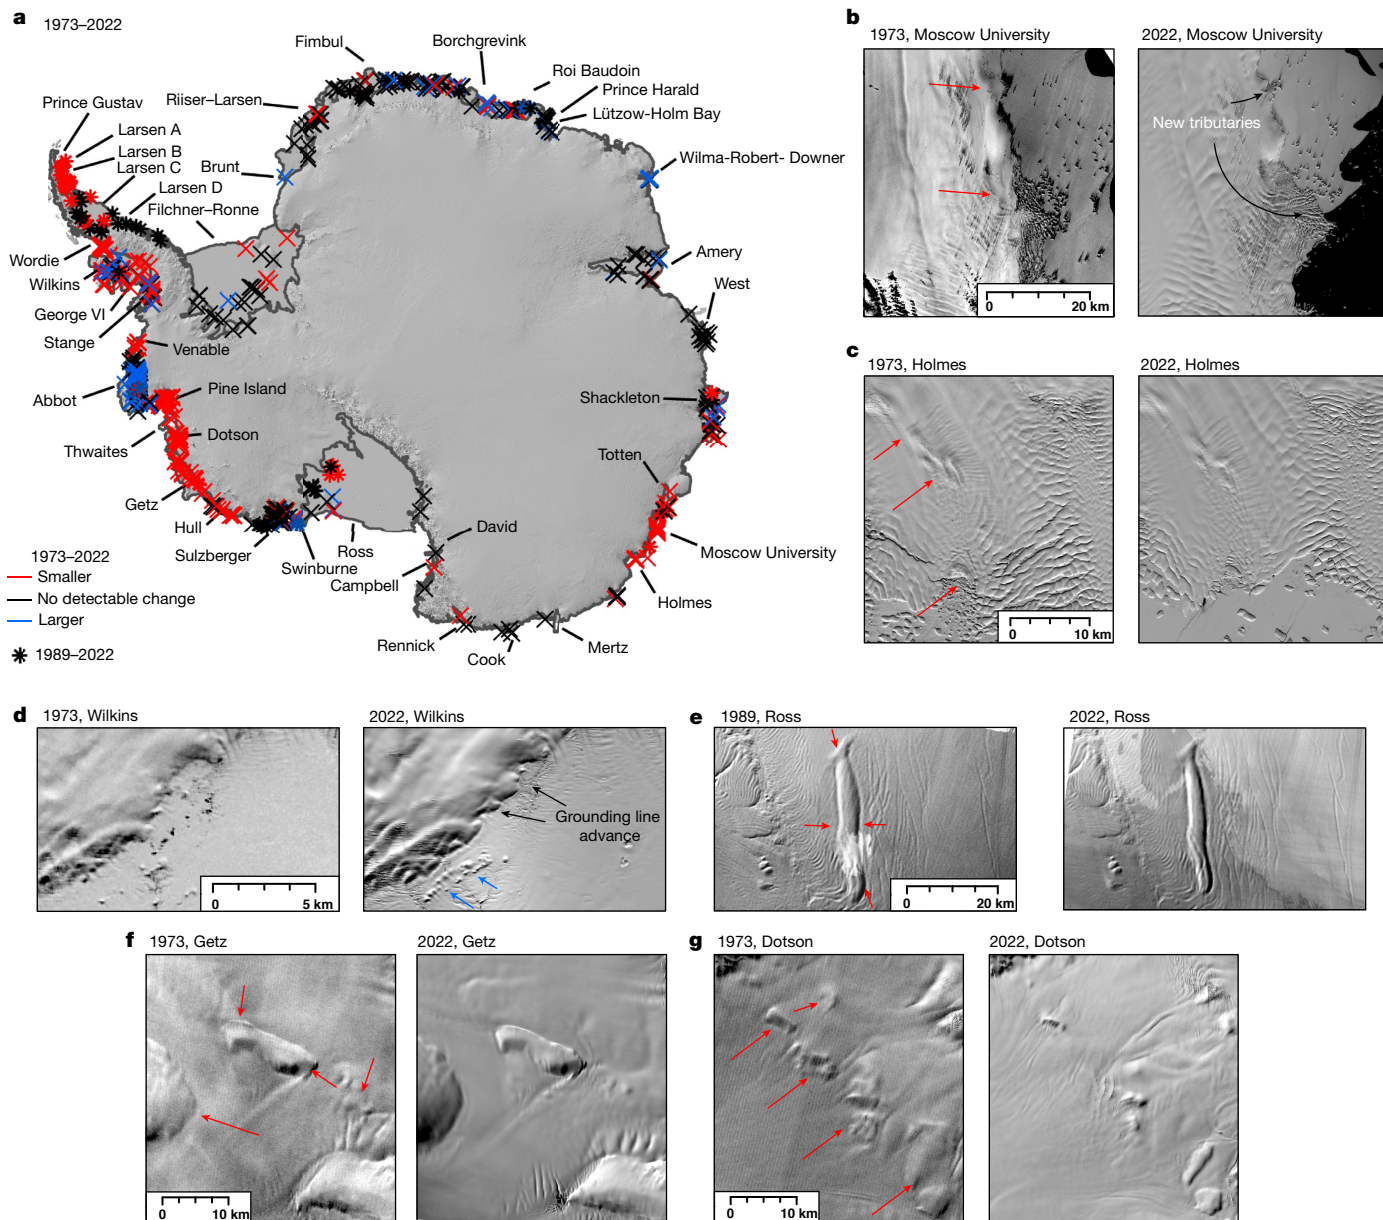 a
1973–2022
Fimbul
Borchgrevink
Roi Baudoin
Prince Harald
Lützow-Holm Bay
Riiser–Larsen
Prince Gustav
Larsen A
Larsen B
Larsen C
Larsen D
Filchner–Ronne
Brunt
Wilma-Robert- Downer
Wordie
Wilkins
George VI
Stange
Amery
West
Venable
Abbot
Pine Island
Thwaites
Dotson
Shackleton
Totten
Getz
Hull
Sulzberger
Swinburne
Ross
Campbell
David
Moscow University
Holmes
Rennick
Cook
Mertz
1973–2022
Smaller
No detectable change
Larger
1989–2022
b
1973, Moscow University
2022, Moscow University
New tributaries
0 20 km
c
1973, Holmes
2022, Holmes
0 10 km
d
1973, Wilkins
2022, Wilkins
Grounding line
advance
0 5 km
e
1989, Ross
2022, Ross
0 20 km
f
1973, Getz
2022, Getz
0 10 km
g
1973, Dotson
2022, Dotson
0 10 km